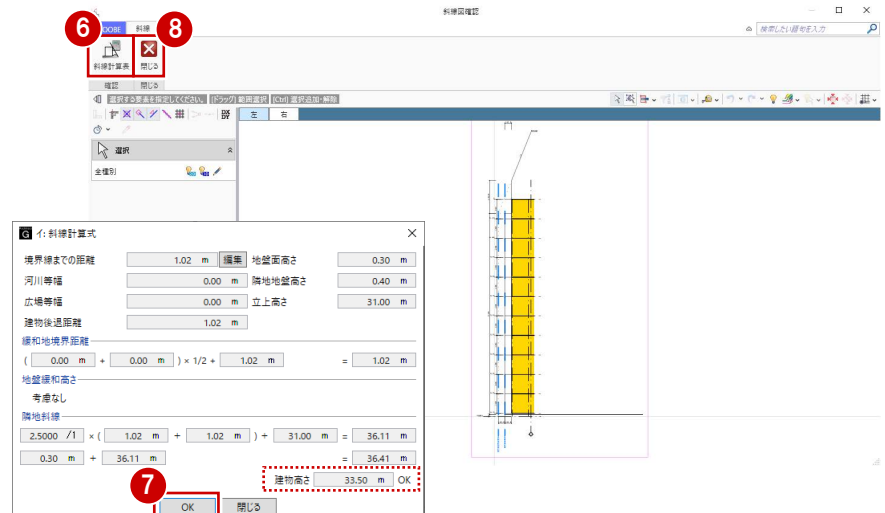 斜線図確認
6
8
OOBE 斜線
検索したい語句を入力
斜線計算表 閉じる
確認 閉じる
選択する要素を指定してください。 [ドラッグ] 範囲選択 [Ctrl] 選択追加・解除
左 右
選択
全種別
イ: 斜線計算式
境界線までの距離 1.02 m 編集 地盤面高さ 0.30 m
河川等幅 0.00 m 隣地地盤高さ 0.40 m
広場等幅 0.00 m 立上高さ 31.00 m
建物後退距離 1.02 m
緩和地境界距離
( 0.00 m + 0.00 m ) × 1/2 + 1.02 m = 1.02 m
地盤緩和高さ
考慮なし
隣地斜線
2.5000 /1 × ( 1.02 m + 1.02 m ) + 31.00 m = 36.11 m
0.30 m + 36.11 m = 36.41 m
建物高さ 33.50 m OK
7
OK 閉じる